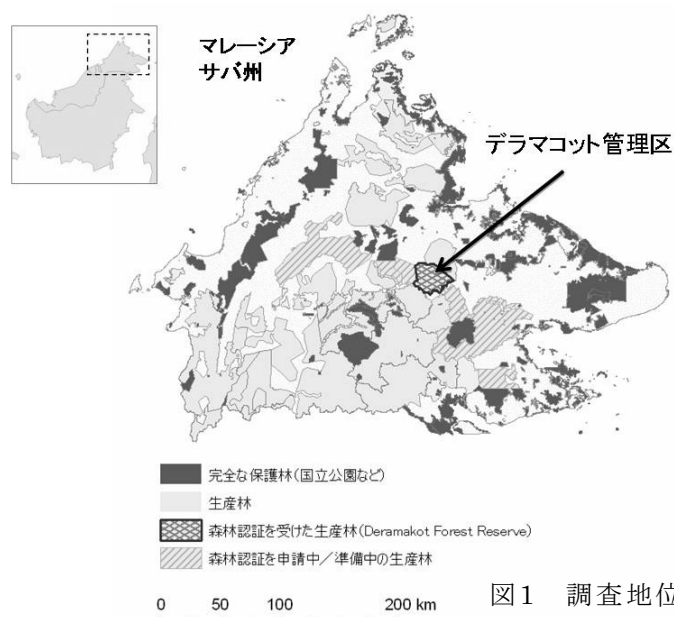 マレーシア
サバ州
デラマコット管理区
完全な保護林(国立公園など)
生産林
森林認証を受けた生産林(Deramakot Forest Reserve)
森林認証を申請中/準備中の生産林
0 50 100 200 km
図1 調査地位